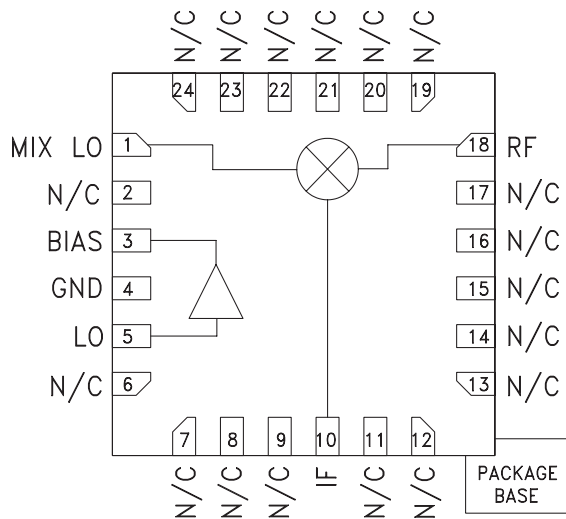 N/C N/C N/C N/C N/C N/C
24 23 22 21 20 19
MIX LO 1 18 RF
N/C 2 17 N/C
BIAS 3 16 N/C
GND 4 15 N/C
LO 5 14 N/C
N/C 6 13 N/C
7 8 9 10 11 12
N/C N/C N/C IF N/C N/C
PACKAGE
BASE